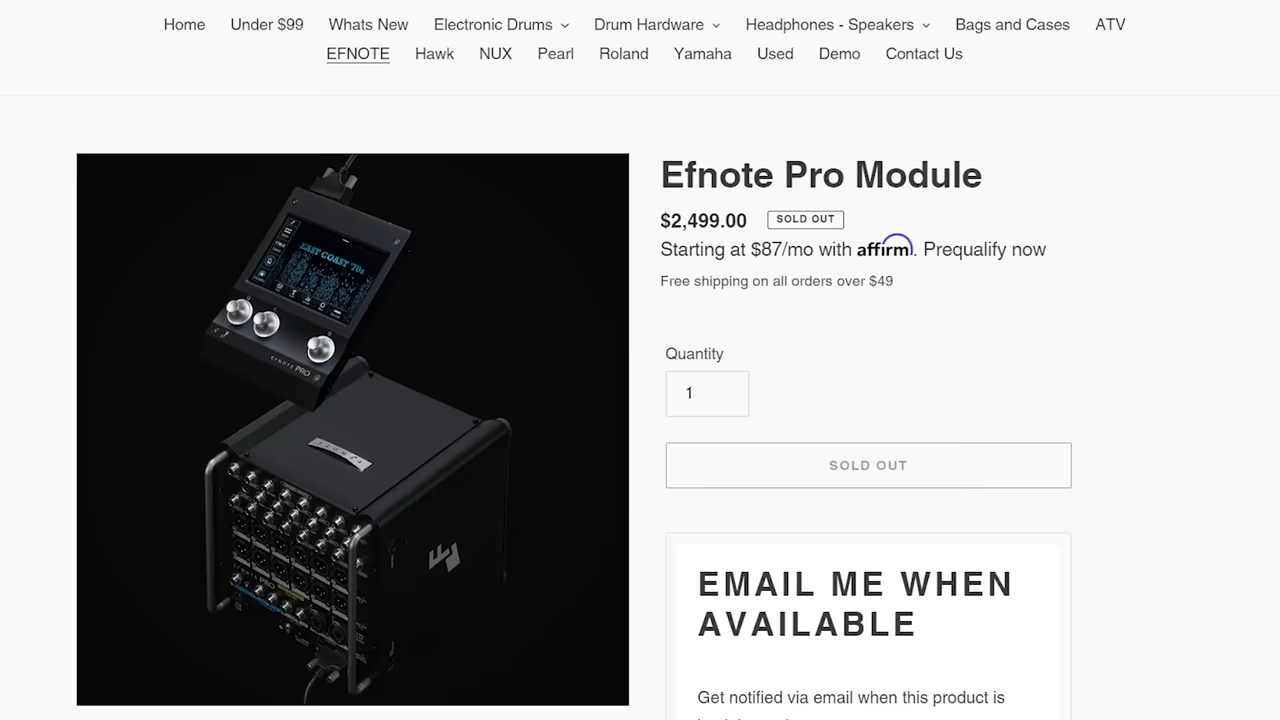 Home Under $99 Whats New Electronic Drums Drum Hardware Headphones - Speakers Bags and Cases ATV
EFNOTE Hawk NUX Pearl Roland Yamaha Used Demo Contact Us
Efnote Pro Module
$2,499.00 SOLD OUT
Starting at $87/mo with affirm. Prequalify now
Free shipping on all orders over $49
Quantity
1
SOLD OUT
EMAIL ME WHEN
AVAILABLE
Get notified via email when this product is
EAST COAST '70s
EFNOTE PRO